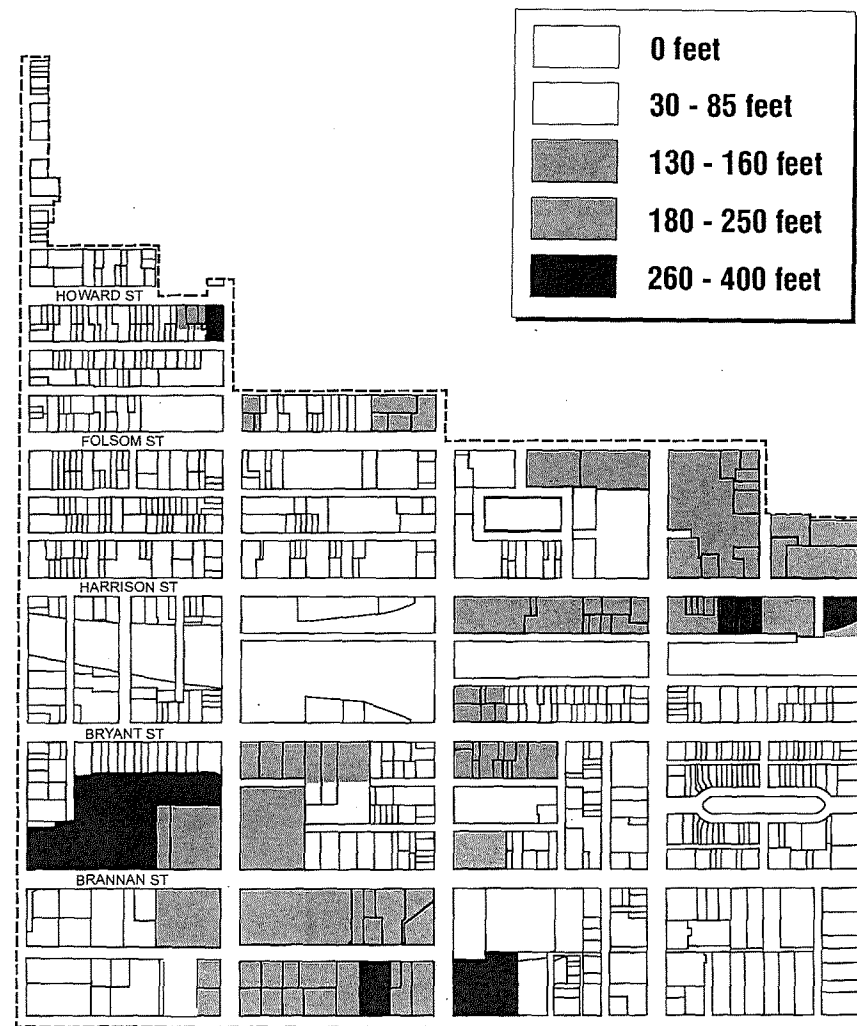 0 feet
30 - 85 feet
130 - 160 feet
180 - 250 feet
260 - 400 feet
HOWARD ST
FOLSOM ST
HARRISON ST
BRYANT ST
BRANNAN ST